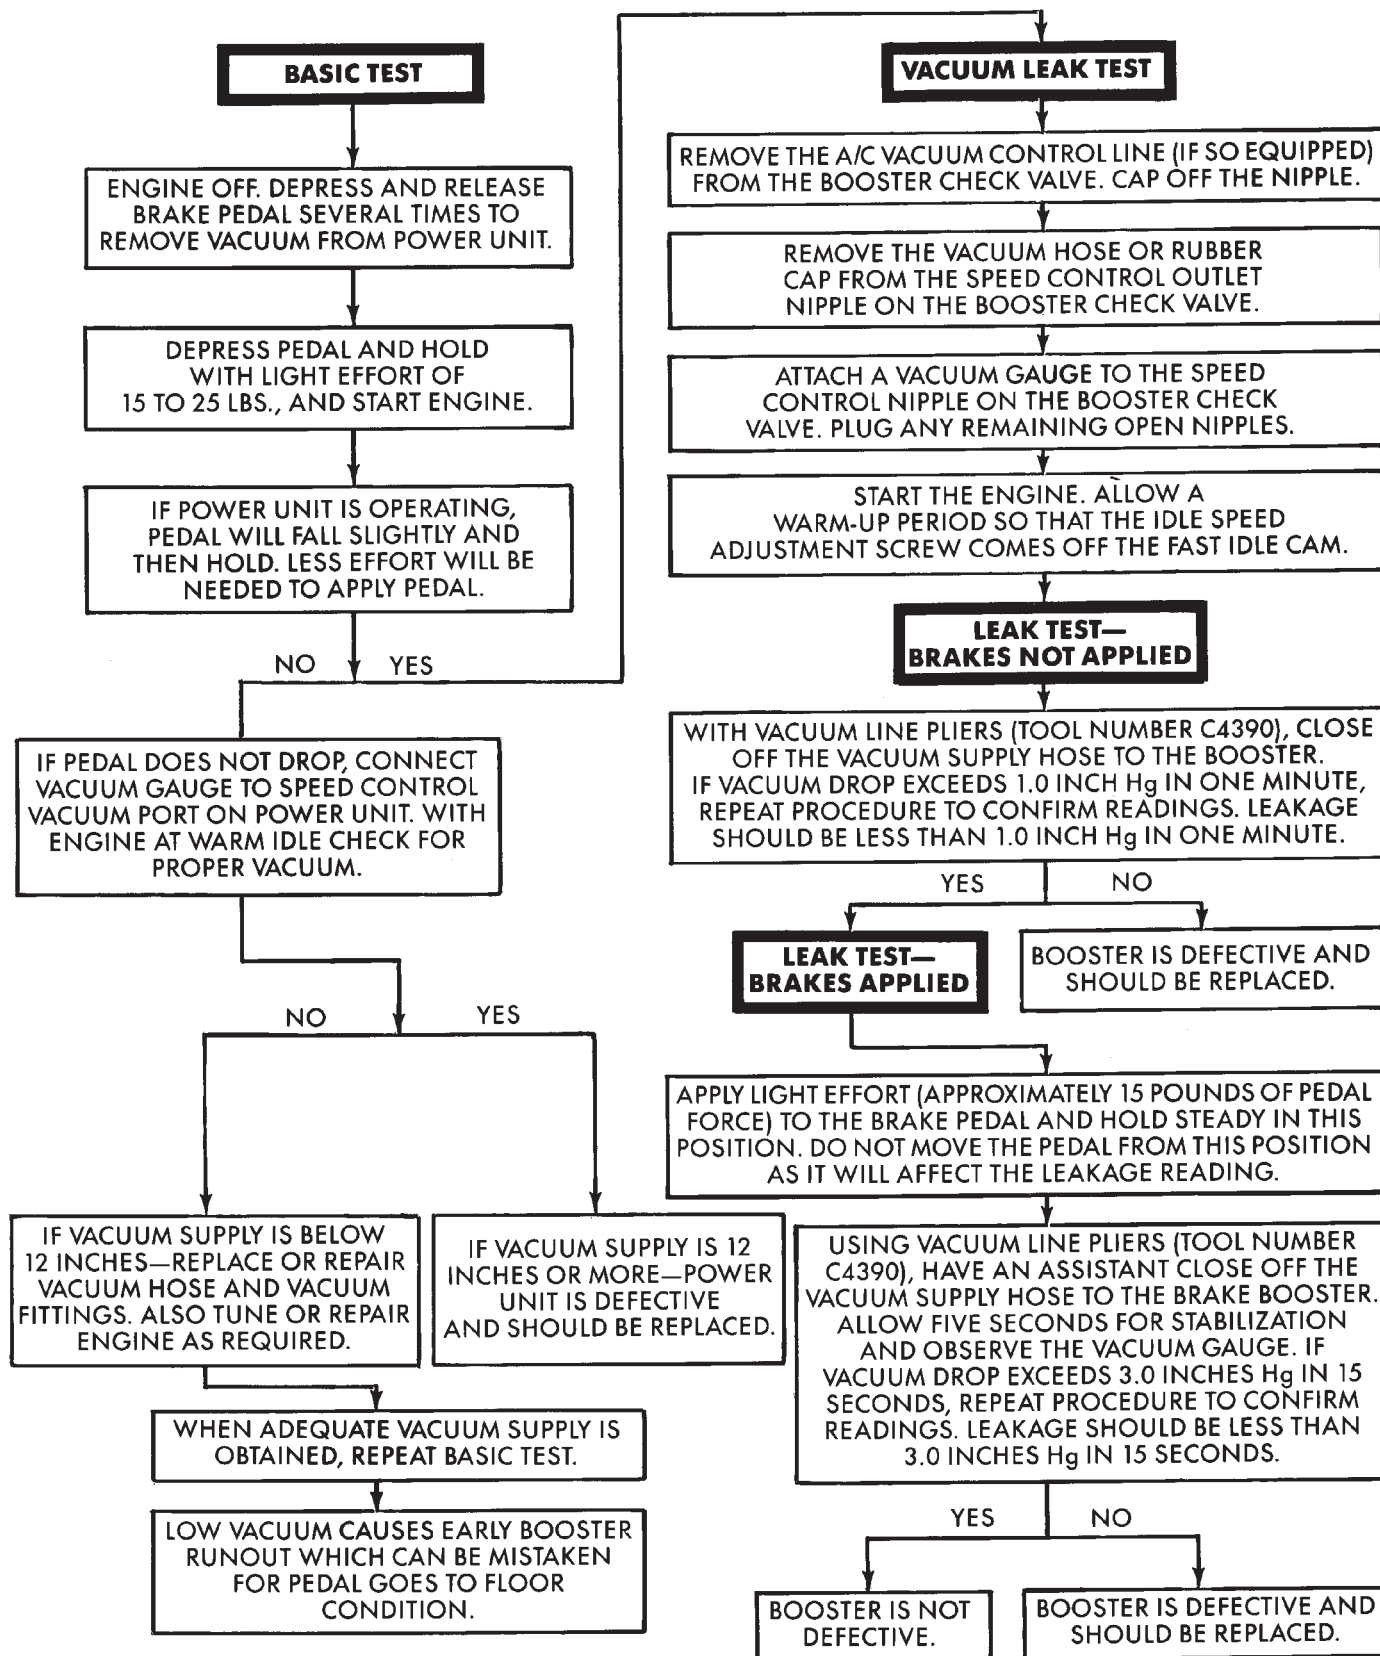 BASIC TEST
ENGINE OFF. DEPRESS AND RELEASE
BRAKE PEDAL SEVERAL TIMES TO
REMOVE VACUUM FROM POWER UNIT.
DEPRESS PEDAL AND HOLD
WITH LIGHT EFFORT OF
15 TO 25 LBS., AND START ENGINE.
IF POWER UNIT IS OPERATING,
PEDAL WILL FALL SLIGHTLY AND
THEN HOLD. LESS EFFORT WILL BE
NEEDED TO APPLY PEDAL.
NO YES
IF PEDAL DOES NOT DROP, CONNECT
VACUUM GAUGE TO SPEED CONTROL
VACUUM PORT ON POWER UNIT. WITH
ENGINE AT WARM IDLE CHECK FOR
PROPER VACUUM.
NO YES
IF VACUUM SUPPLY IS BELOW
12 INCHES—REPLACE OR REPAIR
VACUUM HOSE AND VACUUM
FITTINGS. ALSO TUNE OR REPAIR
ENGINE AS REQUIRED.
IF VACUUM SUPPLY IS 12
INCHES OR MORE—POWER
UNIT IS DEFECTIVE
AND SHOULD BE REPLACED.
WHEN ADEQUATE VACUUM SUPPLY IS
OBTAINED, REPEAT BASIC TEST.
LOW VACUUM CAUSES EARLY BOOSTER
RUNOUT WHICH CAN BE MISTAKEN
FOR PEDAL GOES TO FLOOR
CONDITION.
VACUUM LEAK TEST
REMOVE THE A/C VACUUM CONTROL LINE (IF SO EQUIPPED)
FROM THE BOOSTER CHECK VALVE. CAP OFF THE NIPPLE.
REMOVE THE VACUUM HOSE OR RUBBER
CAP FROM THE SPEED CONTROL OUTLET
NIPPLE ON THE BOOSTER CHECK VALVE.
ATTACH A VACUUM GAUGE TO THE SPEED
CONTROL NIPPLE ON THE BOOSTER CHECK
VALVE. PLUG ANY REMAINING OPEN NIPPLES.
START THE ENGINE. ALLOW A
WARM-UP PERIOD SO THAT THE IDLE SPEED
ADJUSTMENT SCREW COMES OFF THE FAST IDLE CAM.
LEAK TEST—
BRAKES NOT APPLIED
WITH VACUUM LINE PLIERS (TOOL NUMBER C4390), CLOSE
OFF THE VACUUM SUPPLY HOSE TO THE BOOSTER.
IF VACUUM DROP EXCEEDS 1.0 INCH Hg IN ONE MINUTE,
REPEAT PROCEDURE TO CONFIRM READINGS. LEAKAGE
SHOULD BE LESS THAN 1.0 INCH Hg IN ONE MINUTE.
YES NO
LEAK TEST—
BRAKES APPLIED
BOOSTER IS DEFECTIVE AND
SHOULD BE REPLACED.
APPLY LIGHT EFFORT (APPROXIMATELY 15 POUNDS OF PEDAL
FORCE) TO THE BRAKE PEDAL AND HOLD STEADY IN THIS
POSITION. DO NOT MOVE THE PEDAL FROM THIS POSITION
AS IT WILL AFFECT THE LEAKAGE READING.
USING VACUUM LINE PLIERS (TOOL NUMBER
C4390), HAVE AN ASSISTANT CLOSE OFF THE
VACUUM SUPPLY HOSE TO THE BRAKE BOOSTER.
ALLOW FIVE SECONDS FOR STABILIZATION
AND OBSERVE THE VACUUM GAUGE. IF
VACUUM DROP EXCEEDS 3.0 INCHES Hg IN 15
SECONDS, REPEAT PROCEDURE TO CONFIRM
READINGS. LEAKAGE SHOULD BE LESS THAN
3.0 INCHES Hg IN 15 SECONDS.
YES NO
BOOSTER IS NOT
DEFECTIVE.
BOOSTER IS DEFECTIVE AND
SHOULD BE REPLACED.